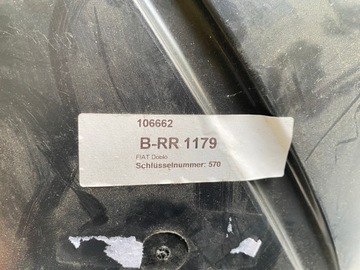 106662
B-RR 1179
FIAT Doblo
Schlüsselnummer: 570